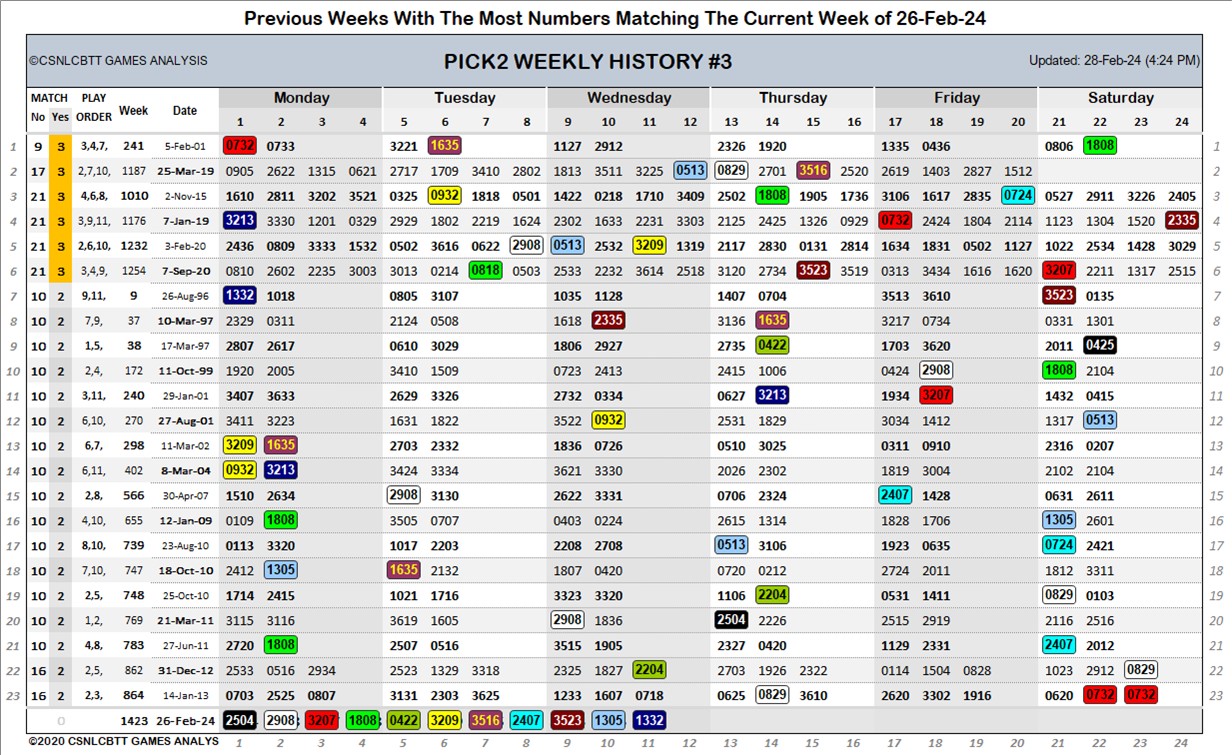 Previous Weeks With The Most Numbers Matching The Current Week of 26-Feb-24
©CSNLCBTT GAMES ANALYSIS PICK2 WEEKLY HISTORY #3 Updated: 28-Feb-24 (4:24 PM)
MATCH PLAY Week Date Monday Tuesday Wednesday Thursday Friday Saturday
No Yes ORDER 1 2 3 4 5 6 7 8 9 10 11 12 13 14 15 16 17 18 19 20 21 22 23 24
1 9 3 3,4,7, 241 5-Feb-01 0732 0733 3221 1635 1127 2912 2326 1920 1335 0436 0806 1808 1
2 17 3 2,7,10, 1187 25-Mar-19 0905 2622 1315 0621 2717 1709 3410 2802 1813 3511 3225 0513 0829 2701 3516 2520 2619 1403 2827 1512 2
3 21 3 4,6,8, 1010 2-Nov-15 1610 2811 3202 3521 0325 0932 1818 0501 1422 0218 1710 3409 2502 1808 1905 1736 3106 1617 2835 0724 0527 2911 3226 2405 3
4 21 3 3,9,11, 1176 7-Jan-19 3213 3330 1201 0329 2929 1802 2219 1624 2302 1633 2231 3303 2125 2425 1326 0929 0732 2424 1804 2114 1123 1304 1520 2335 4
5 21 3 2,6,10, 1232 3-Feb-20 2436 0809 3333 1532 0502 3616 0622 2908 0513 2532 3209 1319 2117 2830 0131 2814 1634 1831 0502 1127 1022 2534 1428 3029 5
6 21 3 3,4,9, 1254 7-Sep-20 0810 2602 2235 3003 3013 0214 0818 0503 2533 2232 3614 2518 3120 2734 3523 3519 0313 3434 1616 1620 3207 2211 1317 2515 6
7 10 2 9,11, 9 26-Aug-96 1332 1018 0805 3107 1035 1128 1407 0704 3513 3610 3523 0135 7
8 10 2 7,9, 37 10-Mar-97 2329 0311 2124 0508 1618 2335 3136 1635 3217 0734 0331 1301 8
9 10 2 1,5, 38 17-Mar-97 2807 2617 0610 3029 1806 2927 2735 0422 1703 3620 2011 0425 9
10 10 2 2,4, 172 11-Oct-99 1920 2005 3410 1509 0723 2413 2415 1006 0424 2908 1808 2104 10
11 10 2 3,11, 240 29-Jan-01 3407 3633 2629 3326 2732 0334 0627 3213 1934 3207 1432 0415 11
12 10 2 6,10, 270 27-Aug-01 3411 3223 1631 1822 3522 0932 2531 1829 3034 1412 1317 0513 12
13 10 2 6,7, 298 11-Mar-02 3209 1635 2703 2332 1836 0726 0510 3025 0311 0910 2316 0207 13
14 10 2 6,11, 402 8-Mar-04 0932 3213 3424 3334 3621 3330 2026 2302 1819 3004 2102 2104 14
15 10 2 2,8, 566 30-Apr-07 1510 2634 2908 3130 2622 3331 0706 2324 2407 1428 0631 2611 15
16 10 2 4,10, 655 12-Jan-09 0109 1808 3505 0707 0403 0224 2615 1314 1828 1706 1305 2601 16
17 10 2 8,10, 739 23-Aug-10 0113 3320 1017 2203 2208 2708 0513 3106 1923 0635 0724 2421 17
18 10 2 7,10, 747 18-Oct-10 2412 1305 1635 2132 1807 0420 0720 0212 2724 2011 1812 3311 18
19 10 2 2,5, 748 25-Oct-10 1714 2415 1021 1716 3323 3320 1106 2204 0531 1411 0829 0103 19
20 10 2 1,2, 769 21-Mar-11 3115 3116 3619 1605 2908 1836 2504 2226 2515 2919 2116 2516 20
21 10 2 4,8, 783 27-Jun-11 2720 1808 2507 0516 3515 1905 2327 0420 1129 2331 2407 2012 21
22 16 2 2,5, 862 31-Dec-12 2533 0516 2934 2523 1329 3318 2325 1827 2204 2703 1926 2322 0114 1504 0828 1023 2912 0829 22
23 16 2 2,3, 864 14-Jan-13 0703 2525 0807 3131 2303 3625 1233 1607 0718 0625 0829 3610 2620 3302 1916 0620 0732 0732 23
0 1423 26-Feb-24 2504 2908 3207 1808 0422 3209 3516 2407 3523 1305 1332
©2020 CSNLCBTT GAMES ANALYS 1 2 3 4 5 6 7 8 9 10 11 12 13 14 15 16 17 18 19 20 21 22 23 24